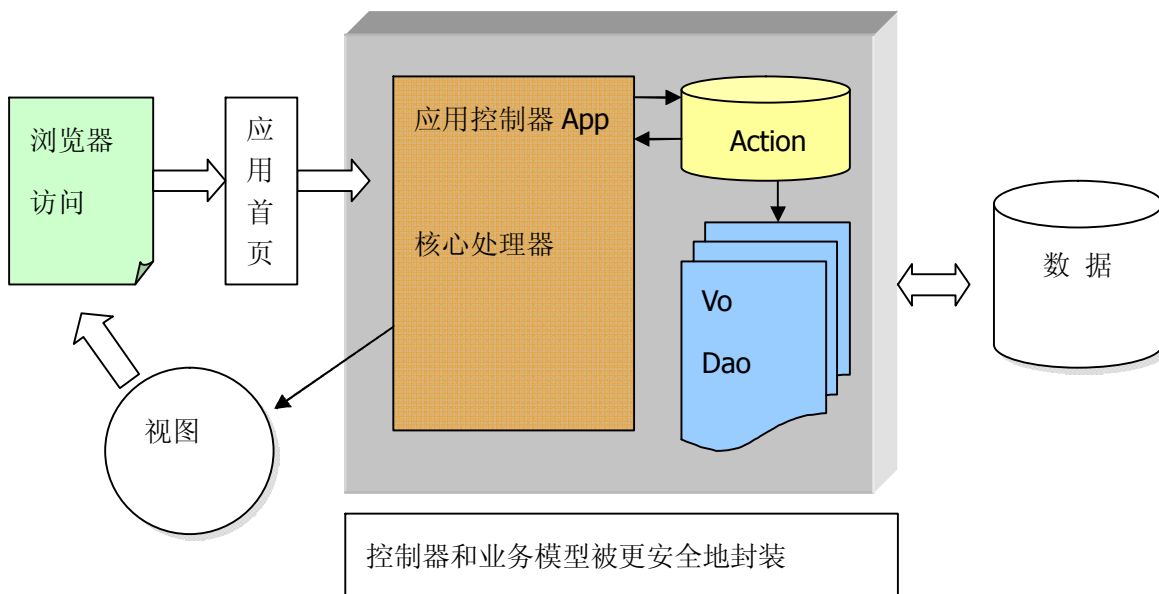 浏览器
访问
应
用
首
页
应用控制器 App
核心处理器
Action
Vo
Dao
数 据
视图
控制器和业务模型被更安全地封装